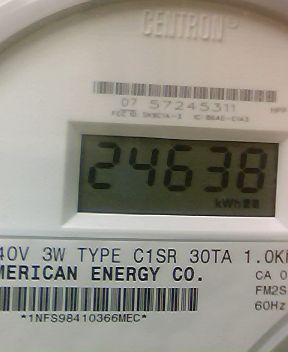 CENTRON®
07 57245311
24638
kWh
40V 3W TYPE C1SR 30TA 1.0K
MERICAN ENERGY CO.
CA 0
FM2S
60Hz
*1NFS98410366MEC*